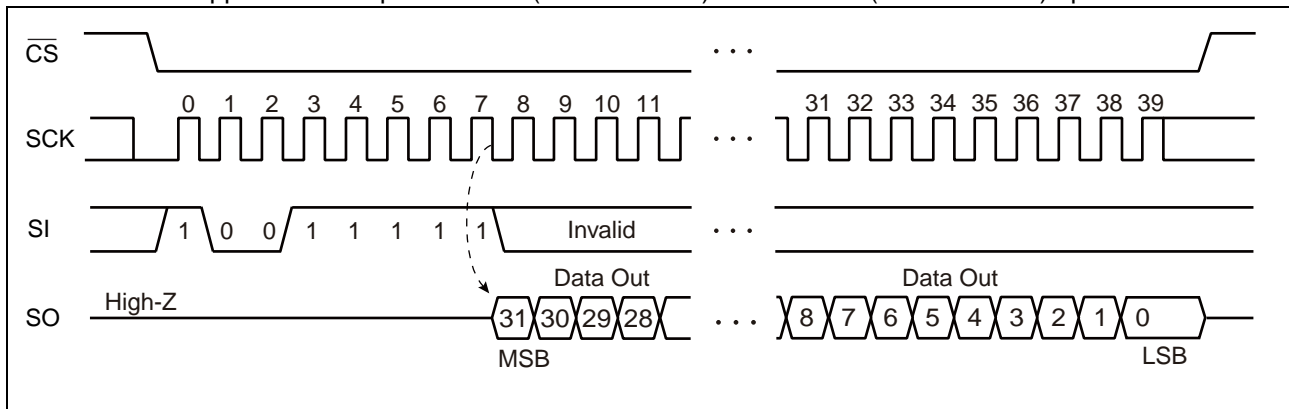 CS
0 1 2 3 4 5 6 7 8 9 10 11 31 32 33 34 35 36 37 38 39
SCK
. . .
SI 1 0 0 1 1 1 1 1 Invalid . . .
Data Out Data Out
High-Z
SO 31 30 29 28 . . . 8 7 6 5 4 3 2 1 0
MSB LSB